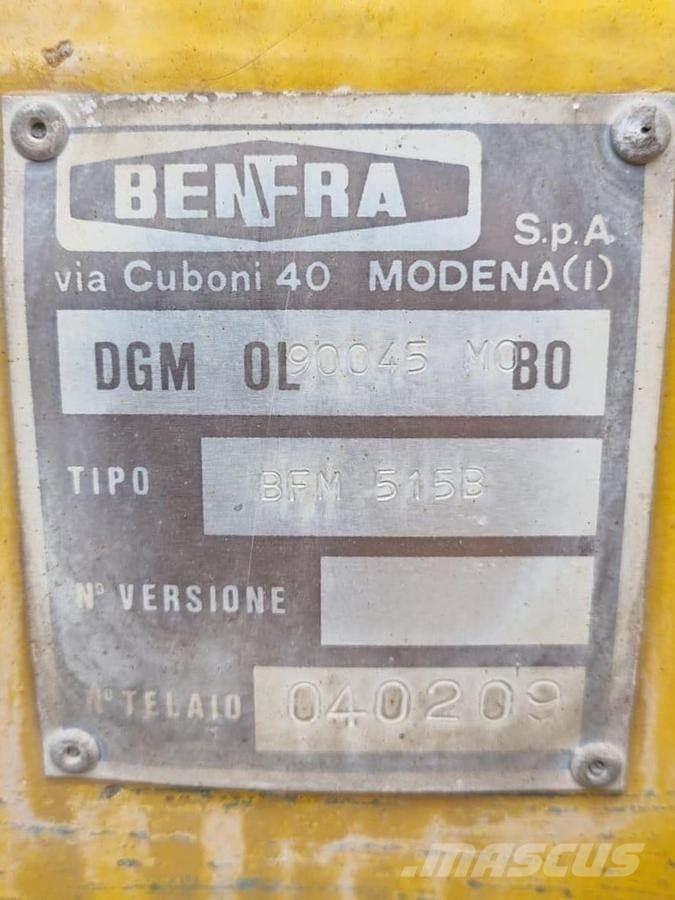 BENFRA
S.p.A
via Cuboni 40 MODENA(I)
DGM OL 90045 MO BO
TIPO BFM 515B
N° VERSIONE
N° TELAIO 040209
MASCUS